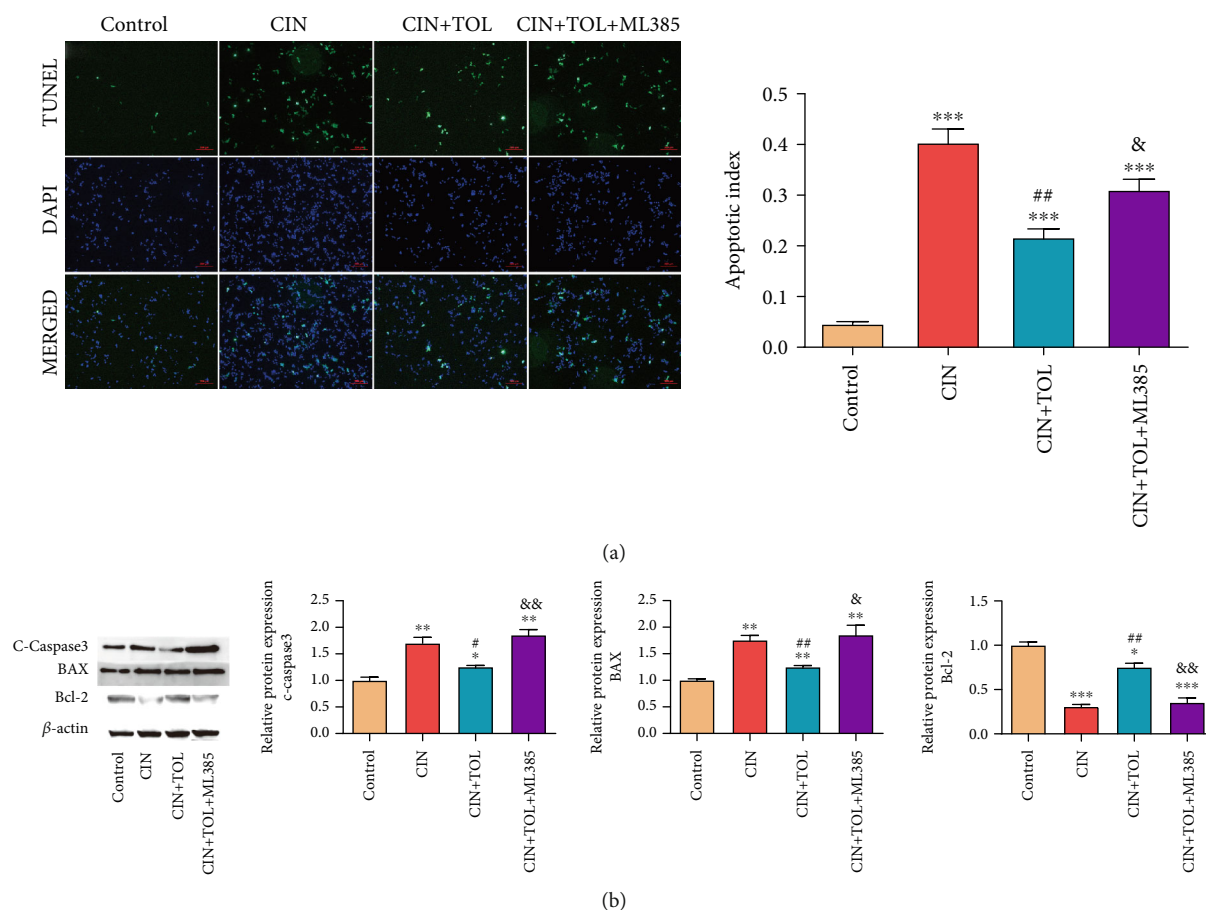 Control CIN CIN+TOL CIN+TOL+ML385
TUNEL
DAPI
MERGED
Apoptotic index
0.5
0.4
0.3
0.2
0.1
0.0
***
##
***
&
***
Control
CIN
CIN+TOL
CIN+TOL+ML385
(a)
C-Caspase3
BAX
Bcl-2
β-actin
Control
CIN
CIN+TOL
CIN+TOL+ML385
Relative protein expression
c-caspase3
2.5
2.0
1.5
1.0
0.5
0.0
**
#
*
&&
**
Control
CIN
CIN+TOL
CIN+TOL+ML385
Relative protein expression
BAX
2.5
2.0
1.5
1.0
0.5
0.0
**
##
**
&
**
Control
CIN
CIN+TOL
CIN+TOL+ML385
Relative protein expression
Bcl-2
1.5
1.0
0.5
0.0
***
##
*
&&
***
Control
CIN
CIN+TOL
CIN+TOL+ML385
(b)